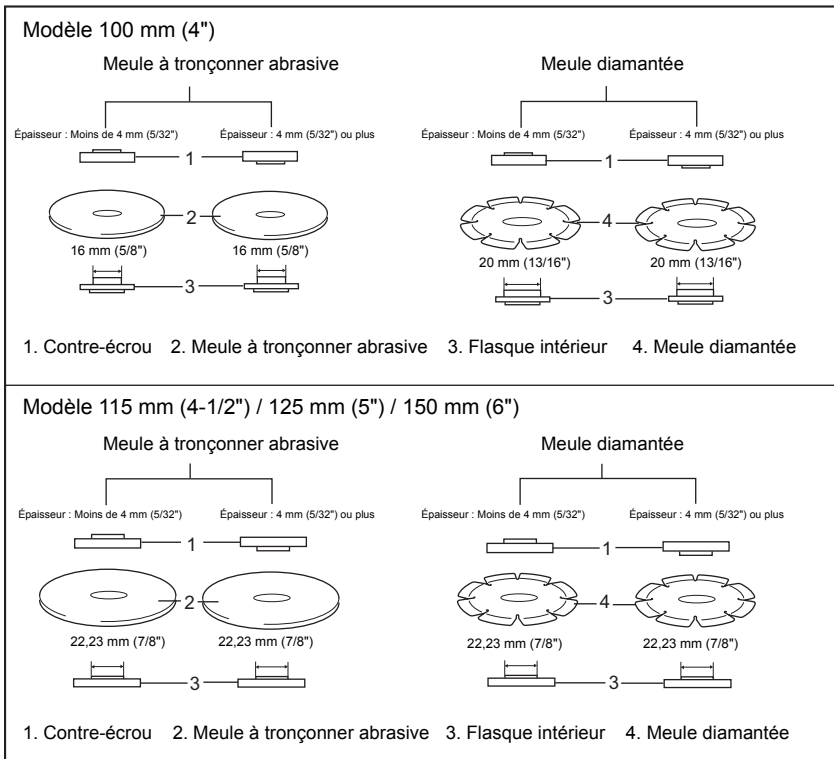 Modèle 100 mm (4")
Meule à tronçonner abrasive
Meule diamantée
Épaisseur : Moins de 4 mm (5/32")
Épaisseur : 4 mm (5/32") ou plus
Épaisseur : Moins de 4 mm (5/32")
Épaisseur : 4 mm (5/32") ou plus
1
1
2
4
16 mm (5/8")
16 mm (5/8")
20 mm (13/16")
20 mm (13/16")
3
3
1. Contre-écrou 2. Meule à tronçonner abrasive 3. Flasque intérieur 4. Meule diamantée
Modèle 115 mm (4-1/2") / 125 mm (5") / 150 mm (6")
Meule à tronçonner abrasive
Meule diamantée
Épaisseur : Moins de 4 mm (5/32")
Épaisseur : 4 mm (5/32") ou plus
Épaisseur : Moins de 4 mm (5/32")
Épaisseur : 4 mm (5/32") ou plus
1
1
2
4
22,23 mm (7/8")
22,23 mm (7/8")
22,23 mm (7/8")
22,23 mm (7/8")
3
3
1. Contre-écrou 2. Meule à tronçonner abrasive 3. Flasque intérieur 4. Meule diamantée